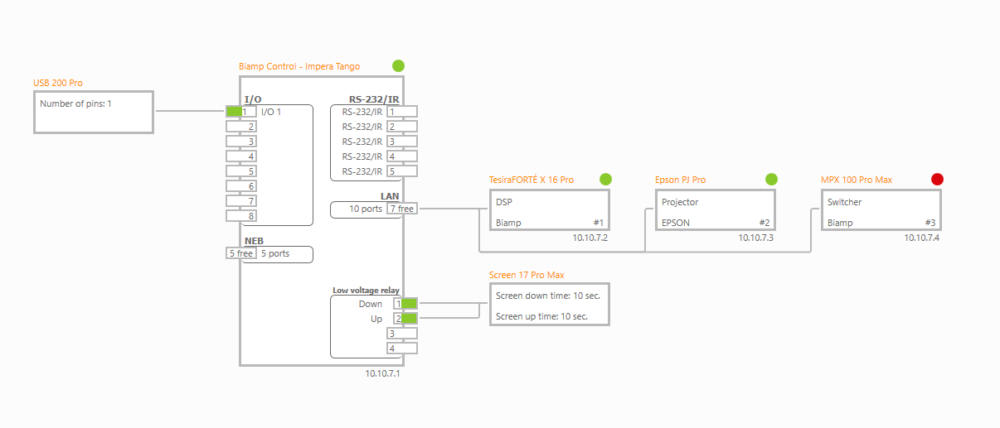 Biamp Control - Impera Tango
USB 200 Pro
Number of pins: 1
I/O
1 I/O 1
2
3
4
5
6
7
8
NEB
5 free 5 ports
RS-232/IR
RS-232/IR 1
RS-232/IR 2
RS-232/IR 3
RS-232/IR 4
RS-232/IR 5
LAN
10 ports 7 free
Low voltage relay
Down 1
Up 2
3
4
10.10.7.1
TesiraFORTÉ X 16 Pro
DSP
Biamp #1
10.10.7.2
Epson PJ Pro
Projector
EPSON #2
10.10.7.3
MPX 100 Pro Max
Switcher
Biamp #3
10.10.7.4
Screen 17 Pro Max
Screen down time: 10 sec.
Screen up time: 10 sec.